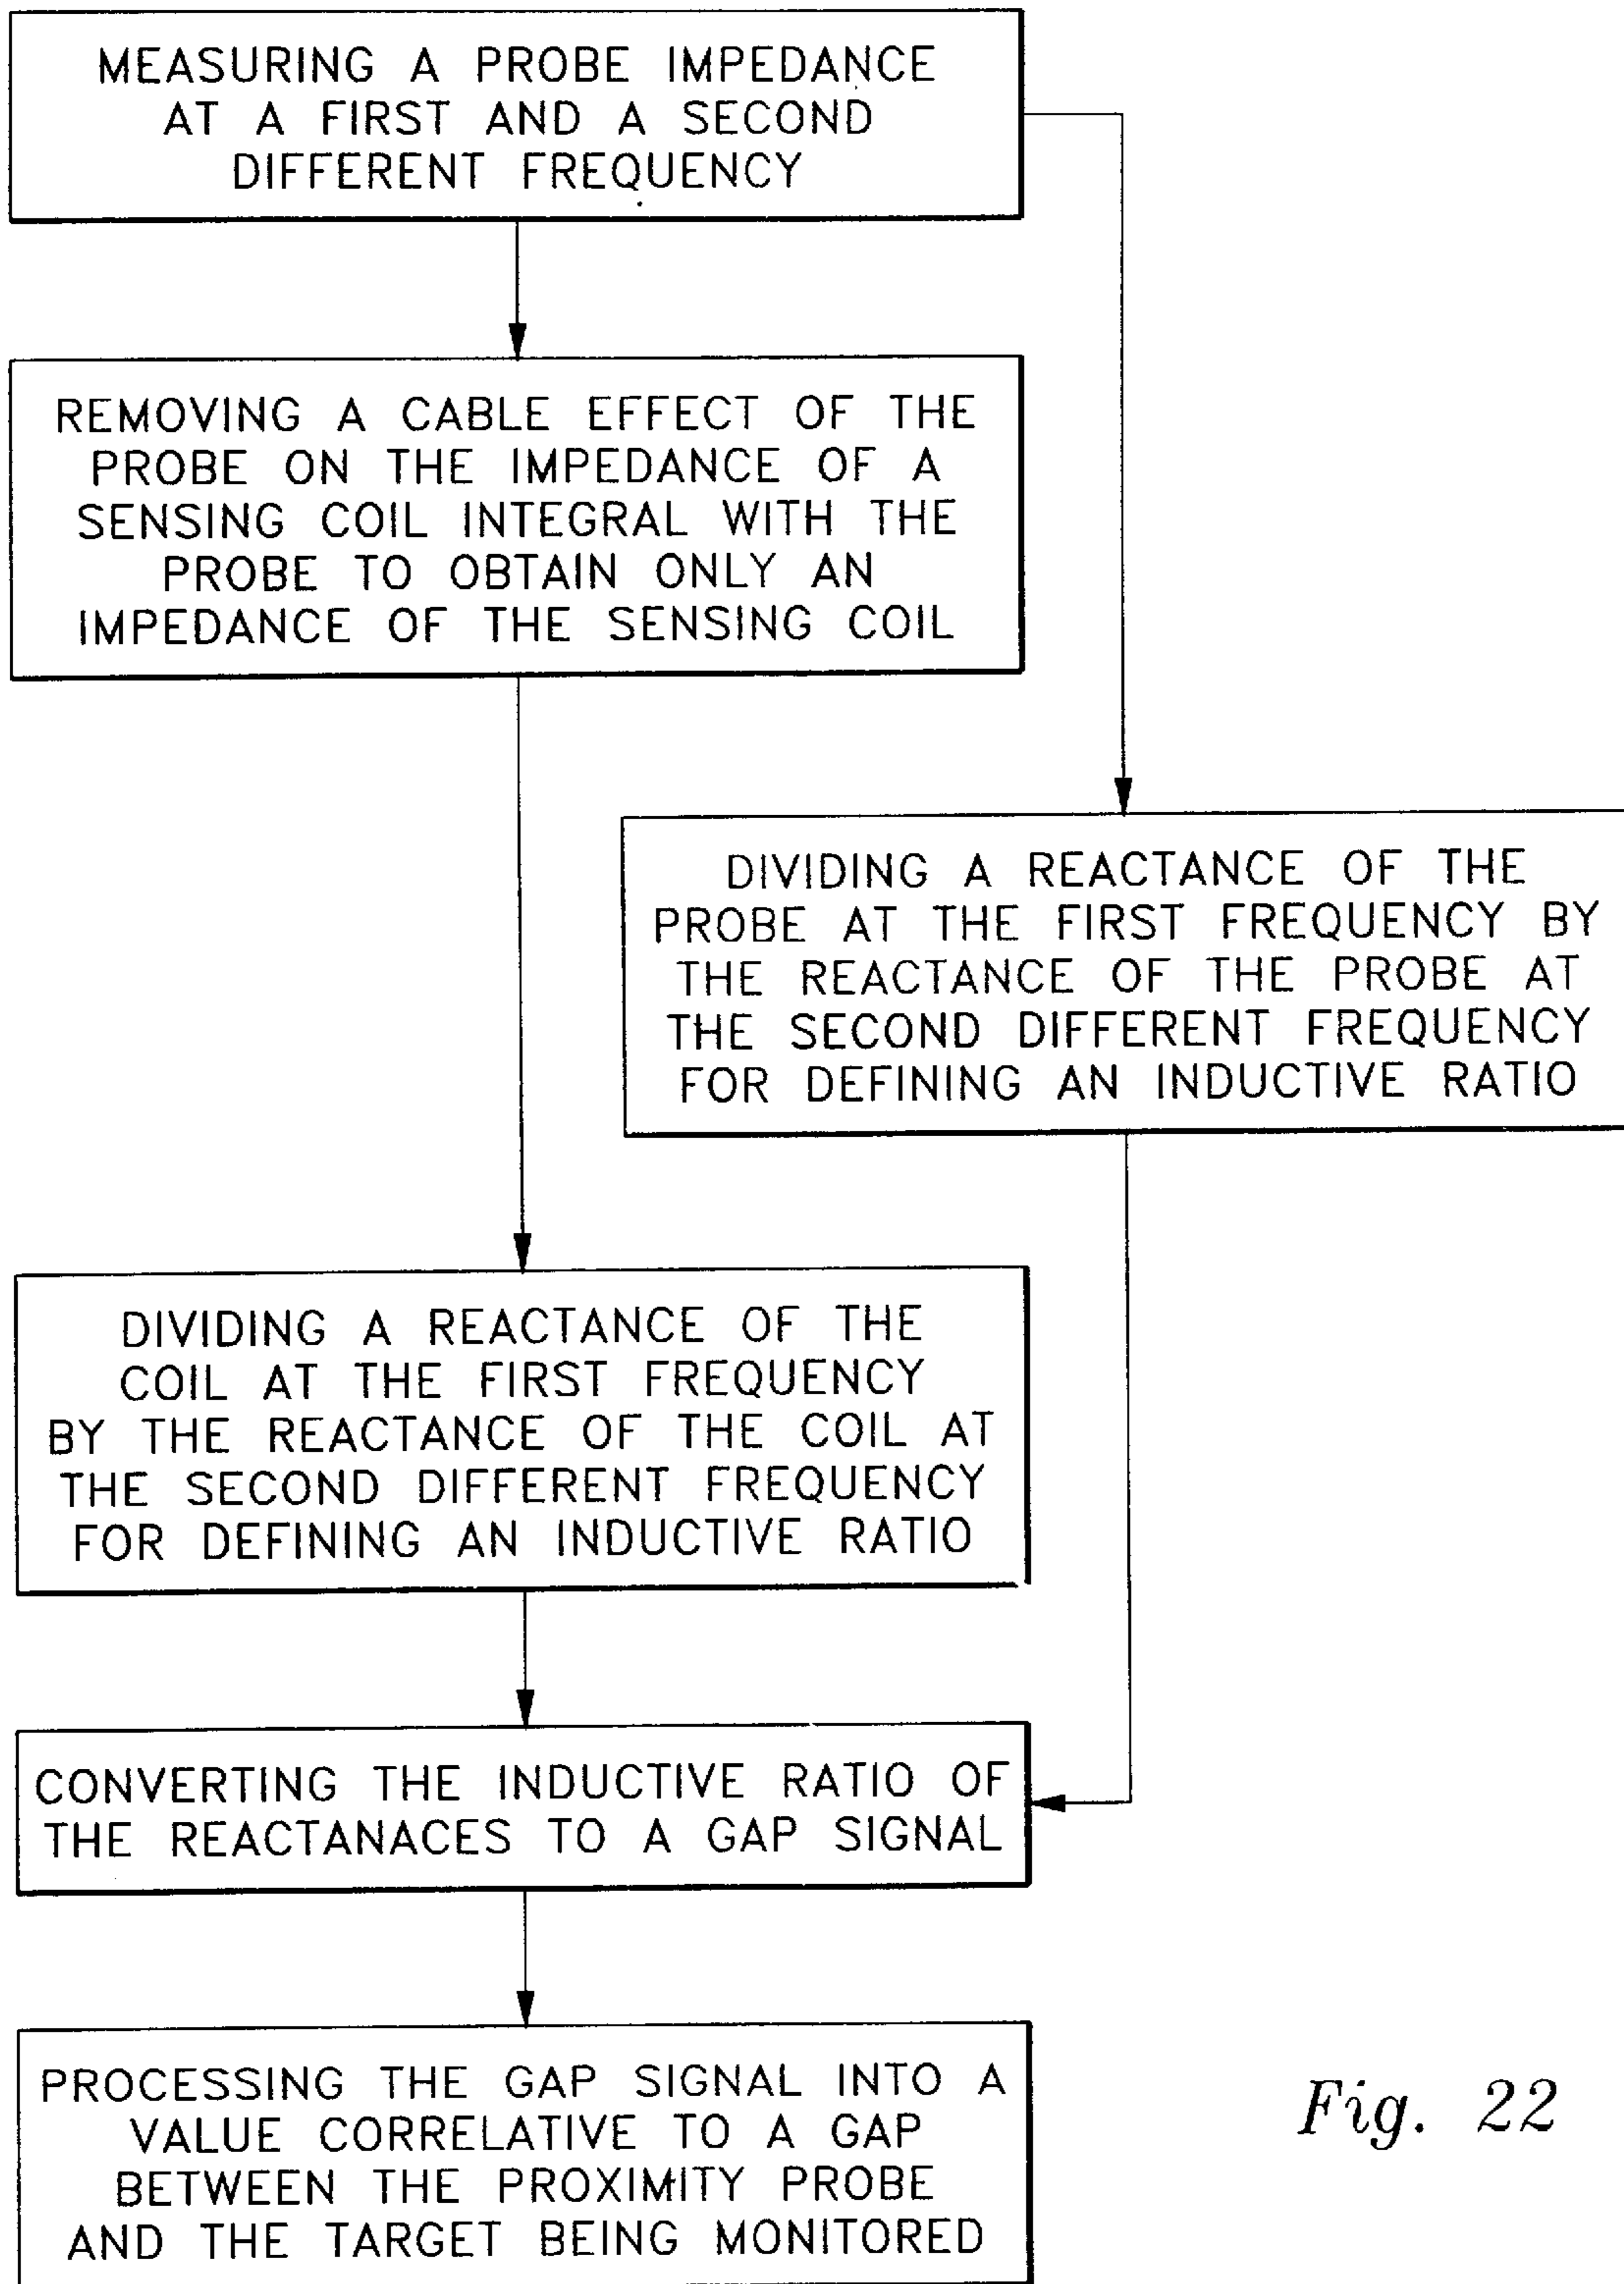 MEASURING A PROBE IMPEDANCE
AT A FIRST AND A SECOND
DIFFERENT FREQUENCY
REMOVING A CABLE EFFECT OF THE
PROBE ON THE IMPEDANCE OF A
SENSING COIL INTEGRAL WITH THE
PROBE TO OBTAIN ONLY AN
IMPEDANCE OF THE SENSING COIL
DIVIDING A REACTANCE OF THE
PROBE AT THE FIRST FREQUENCY BY
THE REACTANCE OF THE PROBE AT
THE SECOND DIFFERENT FREQUENCY
FOR DEFINING AN INDUCTIVE RATIO
DIVIDING A REACTANCE OF THE
COIL AT THE FIRST FREQUENCY
BY THE REACTANCE OF THE COIL AT
THE SECOND DIFFERENT FREQUENCY
FOR DEFINING AN INDUCTIVE RATIO
CONVERTING THE INDUCTIVE RATIO OF
THE REACTANACES TO A GAP SIGNAL
PROCESSING THE GAP SIGNAL INTO A
VALUE CORRELATIVE TO A GAP
BETWEEN THE PROXIMITY PROBE
AND THE TARGET BEING MONITORED
Fig. 22